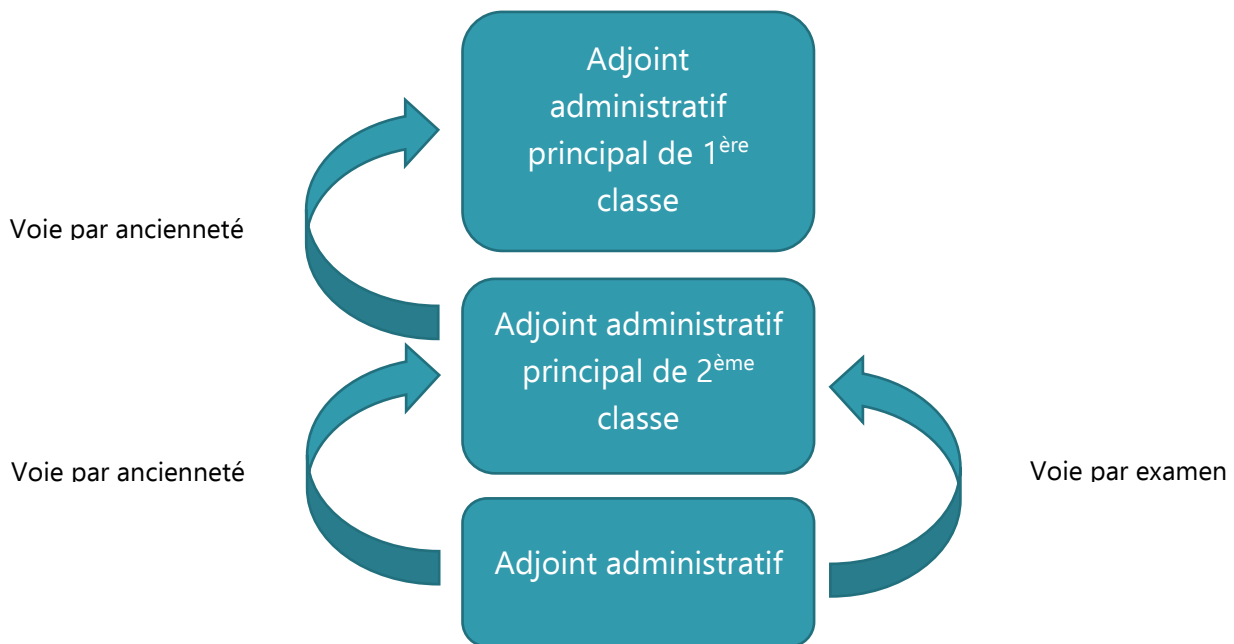 Adjoint
administratif
principal de 1ère
classe
Voie par ancienneté
Adjoint administratif
principal de 2ème
classe
Voie par ancienneté
Voie par examen
Adjoint administratif